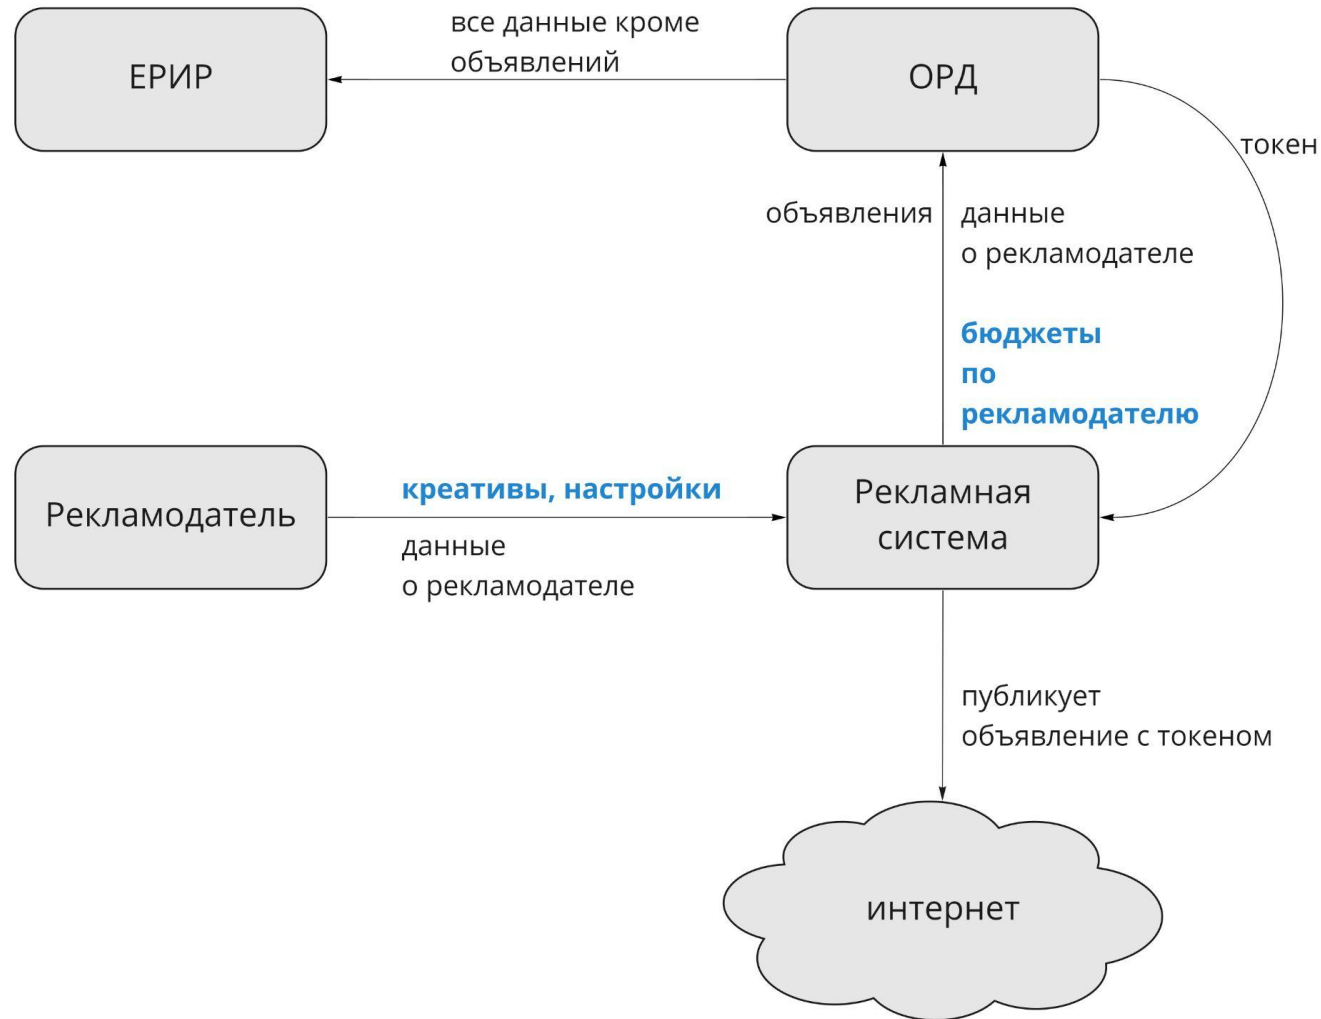 все данные кроме
объявлений
ЕРИР
ОРД
токен
объявления
данные
о рекламодателе
бюджеты
по
рекламодателю
Рекламодатель
креативы, настройки
данные
о рекламодателе
Рекламная
система
публикует
объявление с токеном
интернет